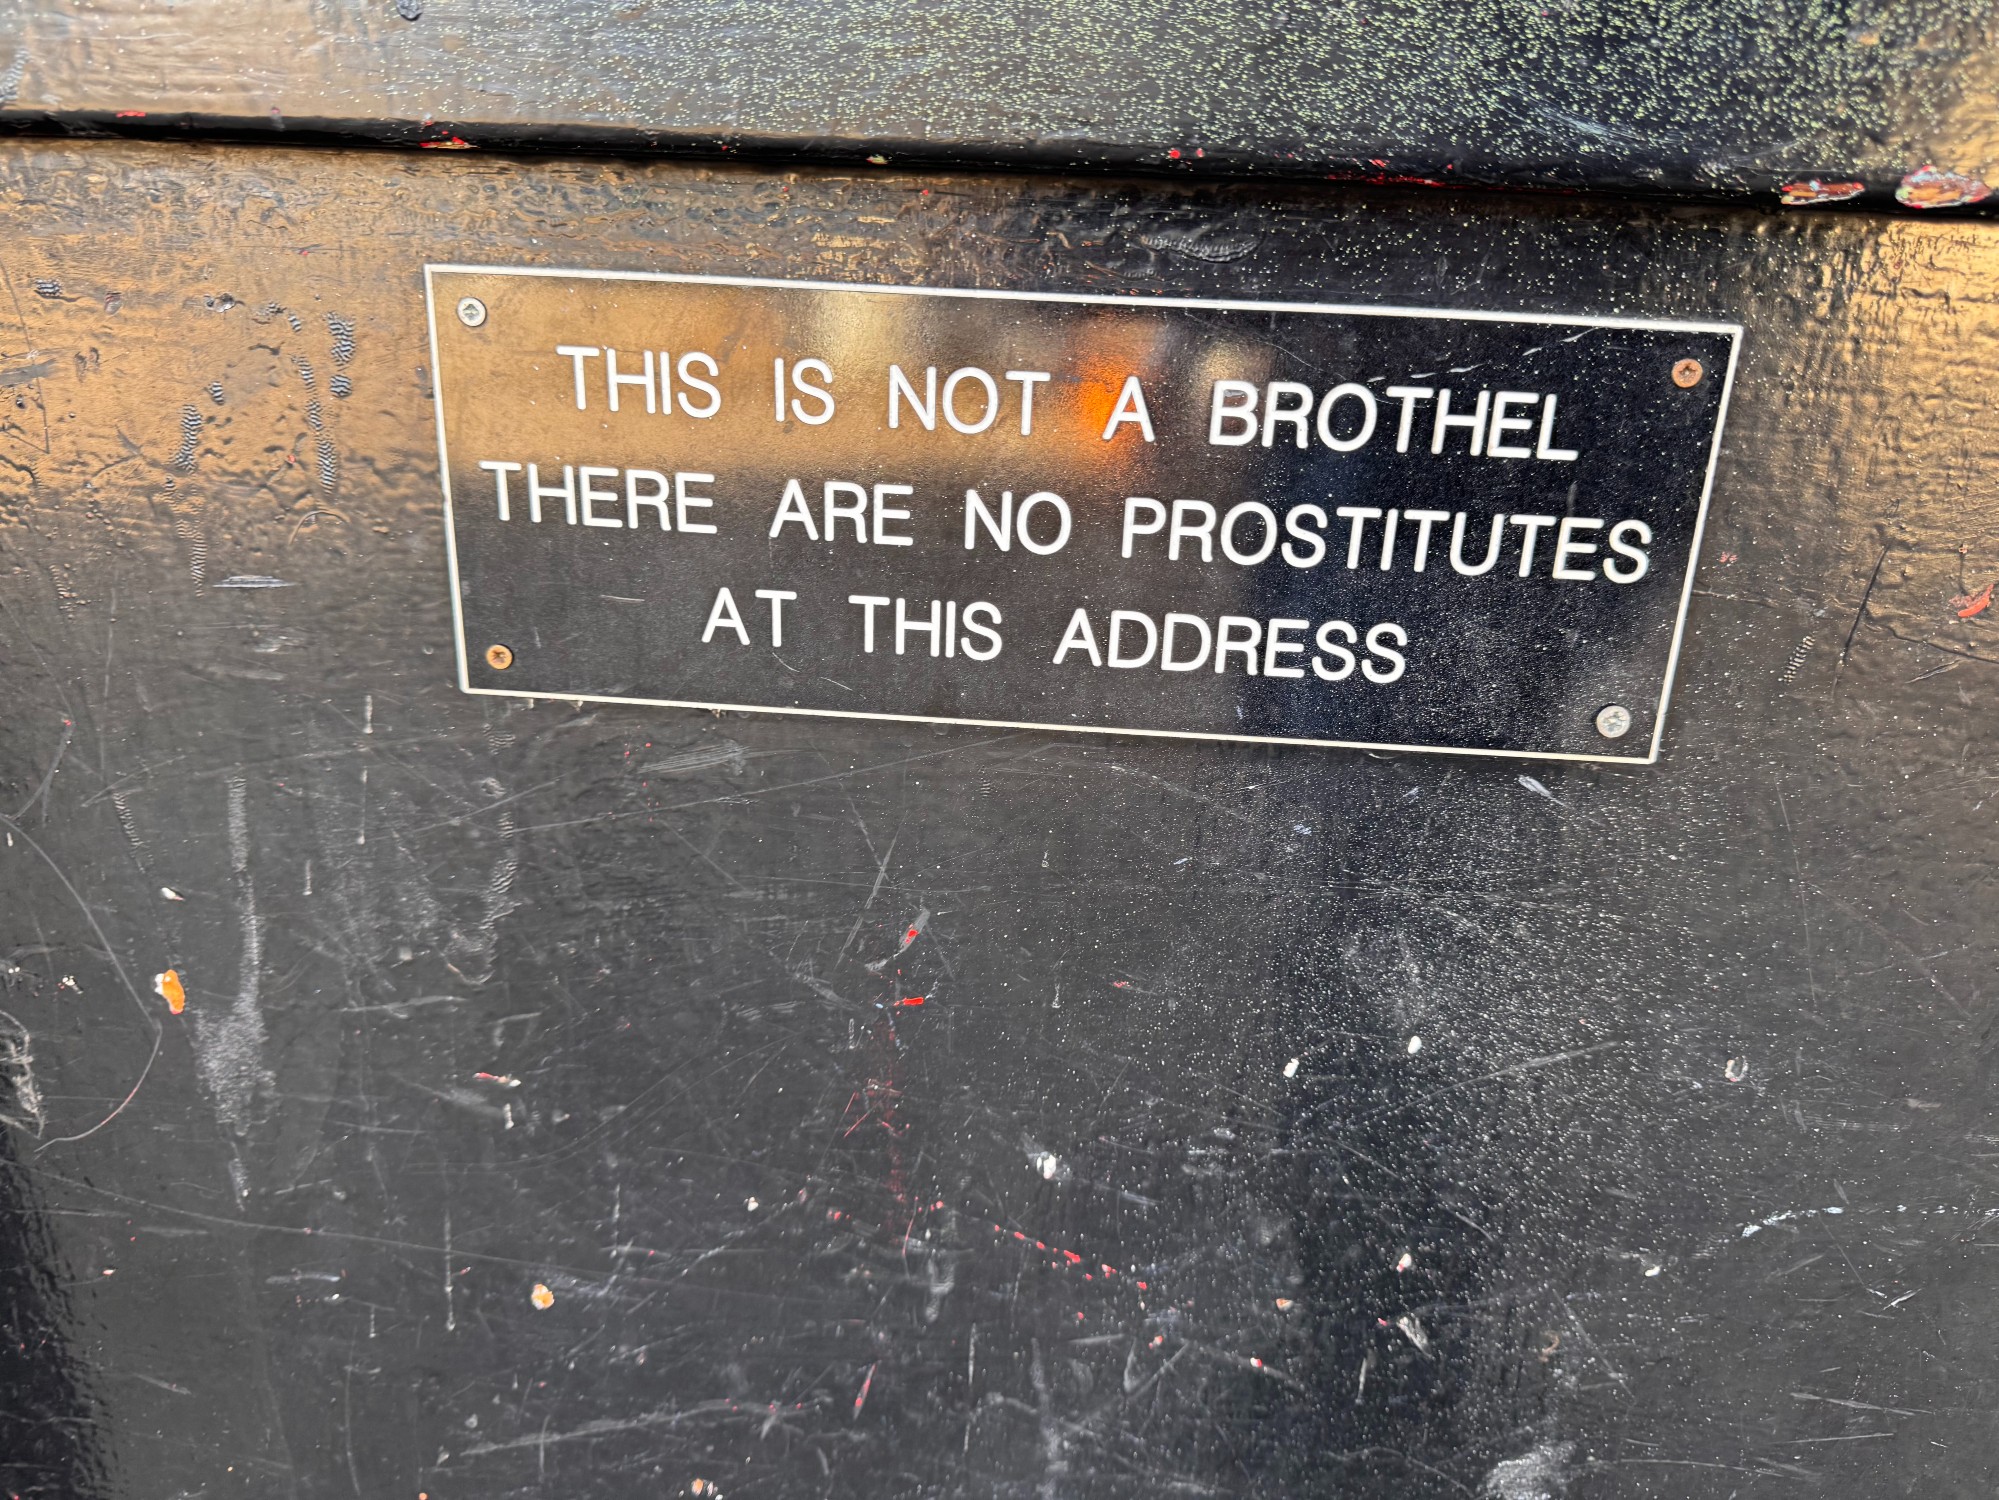 THIS IS NOT A BROTHEL
THERE ARE NO PROSTITUTES
AT THIS ADDRESS